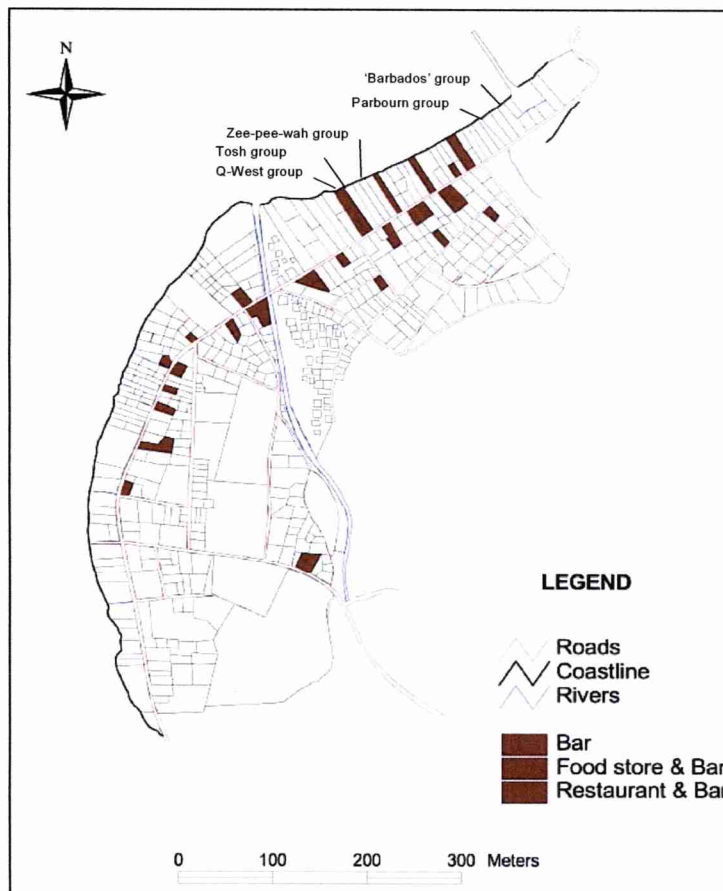 N
'Barbados' group
Parbourn group
Zee-pee-wah group
Tosh group
Q-West group
LEGEND
Roads
Coastline
Rivers
Bar
Food store & Bar
Restaurant & Bar
0 100 200 300 Meters